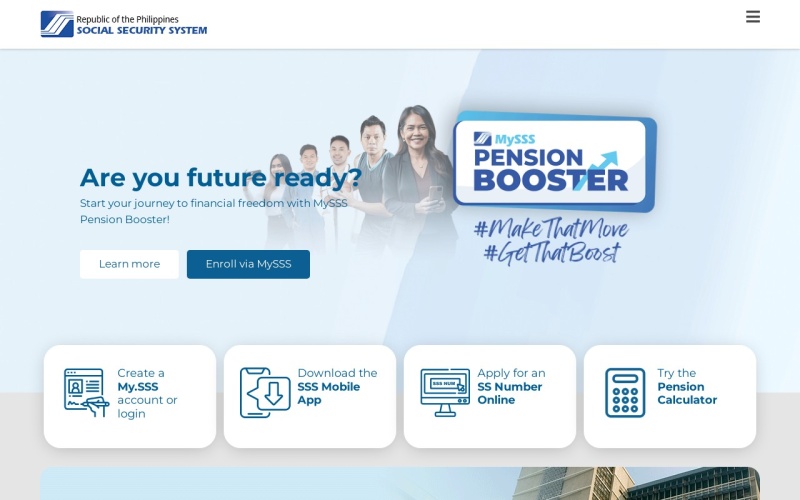 Republic of the Philippines
SOCIAL SECURITY SYSTEM
Are you future ready?
Start your journey to financial freedom with MySSS
Pension Booster!
Learn more
Enroll via MySSS
MySSS
PENSION
BOOSTER
#MakeThatMove
#GetThatBoost
Create a
My.SSS
account or
login
Download the
SSS Mobile
App
SSS NUM
Apply for an
SS Number
Online
Try the
Pension
Calculator